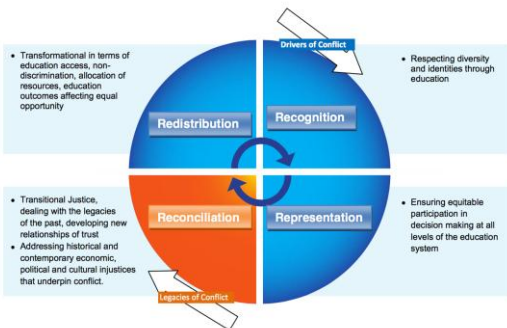 • Transformational in terms of
education access, non-
discrimination, allocation of
resources, education
outcomes affecting equal
opportunity
Drivers of Conflict
• Respecting diversity
and identities through
education
Redistribution
Recognition
• Transitional Justice,
dealing with the legacies
of the past, developing new
relationships of trust
• Addressing historical and
contemporary economic,
political and cultural injustices
that underpin conflict.
Reconciliation
Representation
• Ensuring equitable
participation in
decision making at all
levels of the education
system
Legacies of Conflict